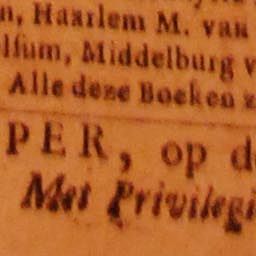 n, Haarlem M. van
lfum, Middelburg v
Alle deze Boeken z
PER, op d
Met Privilegi